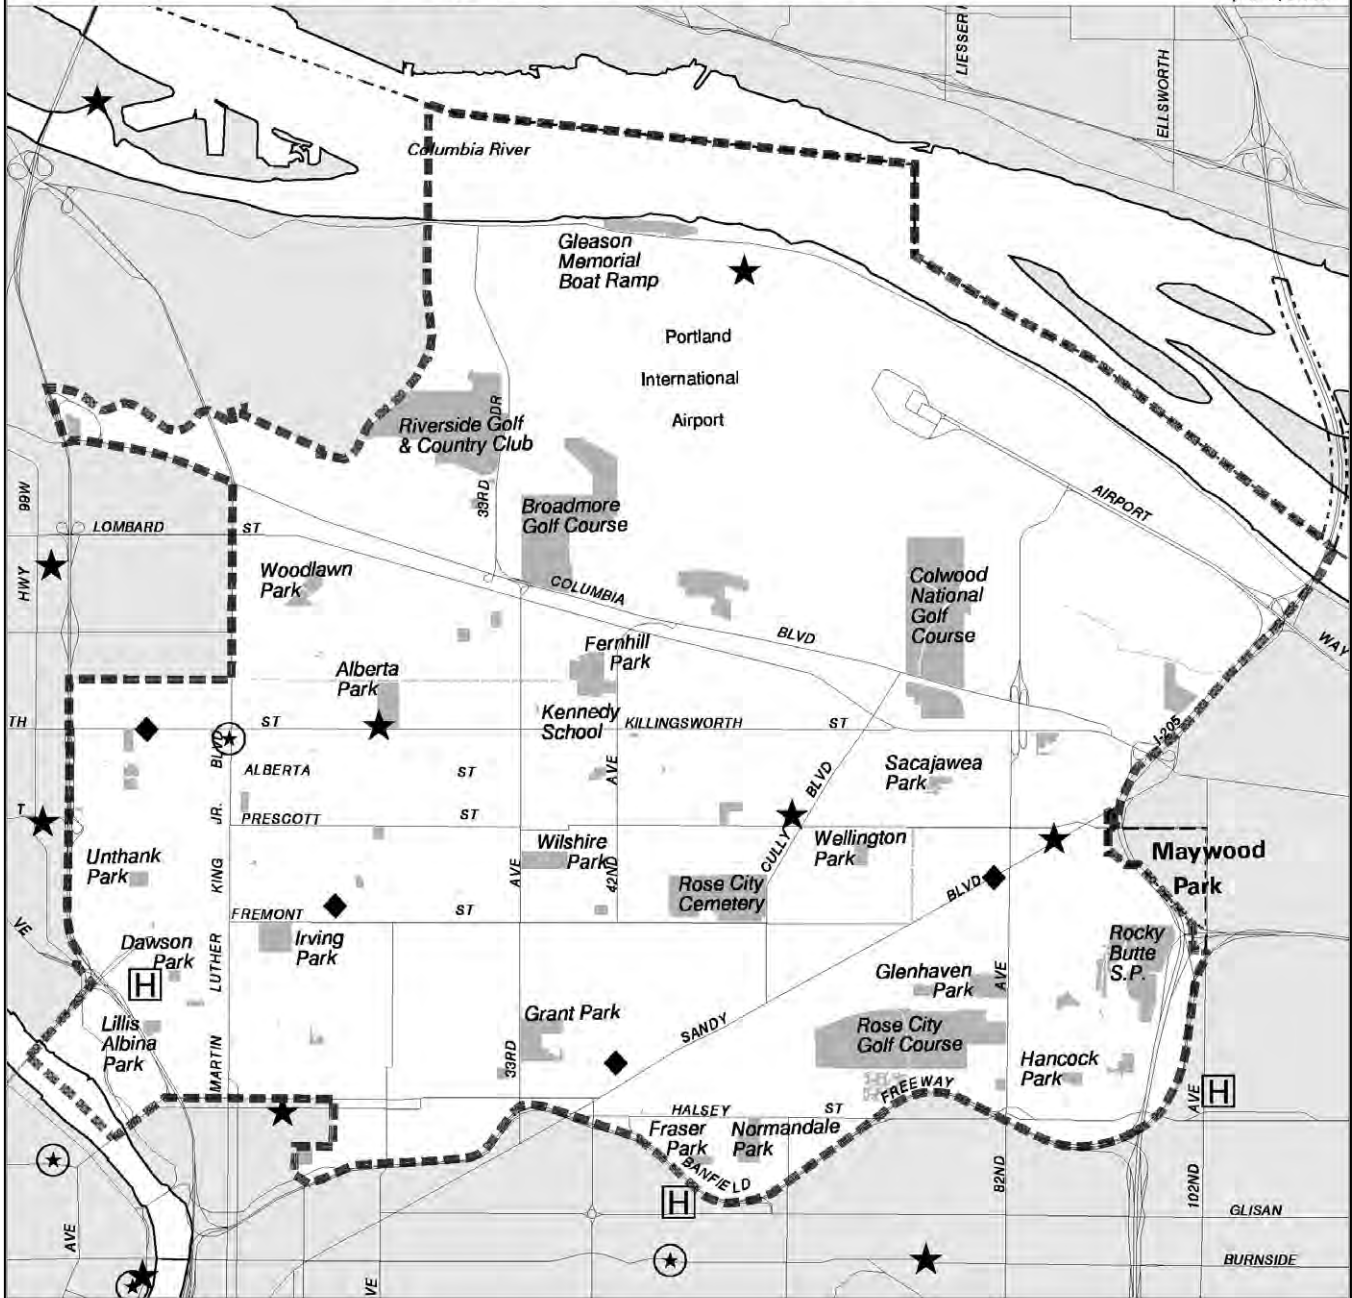 LIESSER
ELLSWORTH
Columbia River
Gleason
Memorial
Boat Ramp
Portland
International
Airport
Riverside Golf
& Country Club
DR
33RD
Broadmore
Golf Course
AIRPORT
WAY
99W
HWY
LOMBARD
ST
Woodlawn
Park
COLUMBIA
BLVD
Colwood
National
Golf
Course
Fernhill
Park
Alberta
Park
Kennedy
School
TH
ST
KILLINGSWORTH
ST
I-205
BLVD
ALBERTA
ST
AVE
BLVD
Sacajawea
Park
T
JR.
PRESCOTT
ST
CULLY
Wilshire
Park
Wellington
Park
Maywood
Park
Unthank
Park
KING
AVE
42ND
Rose City
Cemetery
BLVD
VE
FREMONT
ST
Dawson
Park
LUTHER
Irving
Park
Rocky
Butte
S.P.
H
Glenhaven
Park
AVE
Lillis
Albina
Park
Grant Park
SANDY
Rose City
Golf Course
MARTIN
33RD
Hancock
Park
FREEWAY
AVE
H
HALSEY
ST
Fraser
Park
Normandale
Park
BANFIELD
H
82ND
102ND
GLISAN
AVE
BURNSIDE
VE